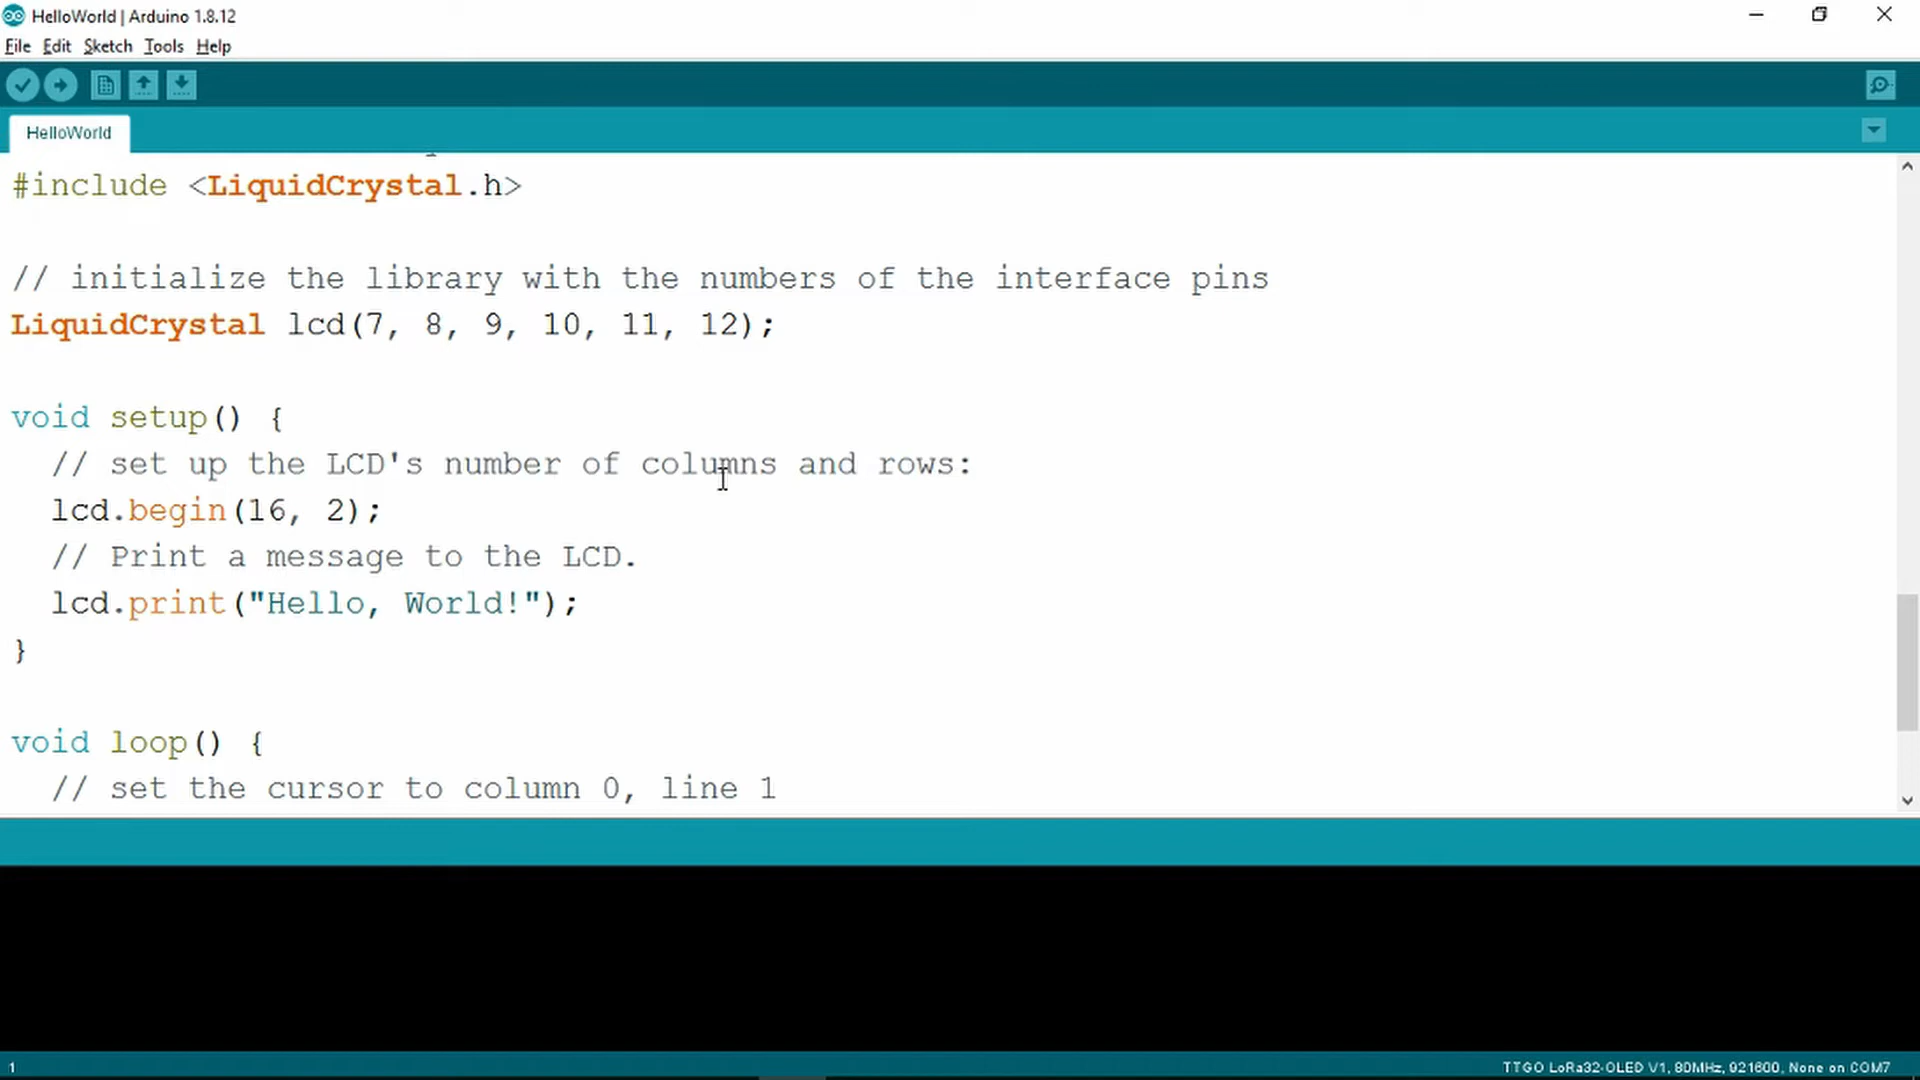 HelloWorld | Arduino 1.8.12
File Edit Sketch Tools Help
HelloWorld
#include <LiquidCrystal.h>
// initialize the library with the numbers of the interface pins
LiquidCrystal lcd(7, 8, 9, 10, 11, 12);
void setup() {
// set up the LCD's number of columns and rows:
lcd.begin(16, 2);
// Print a message to the LCD.
lcd.print("Hello, World!");
}
void loop() {
// set the cursor to column 0, line 1
1
TTGO LoRa32-OLED V1, 80MHz, 921600, None on COM7